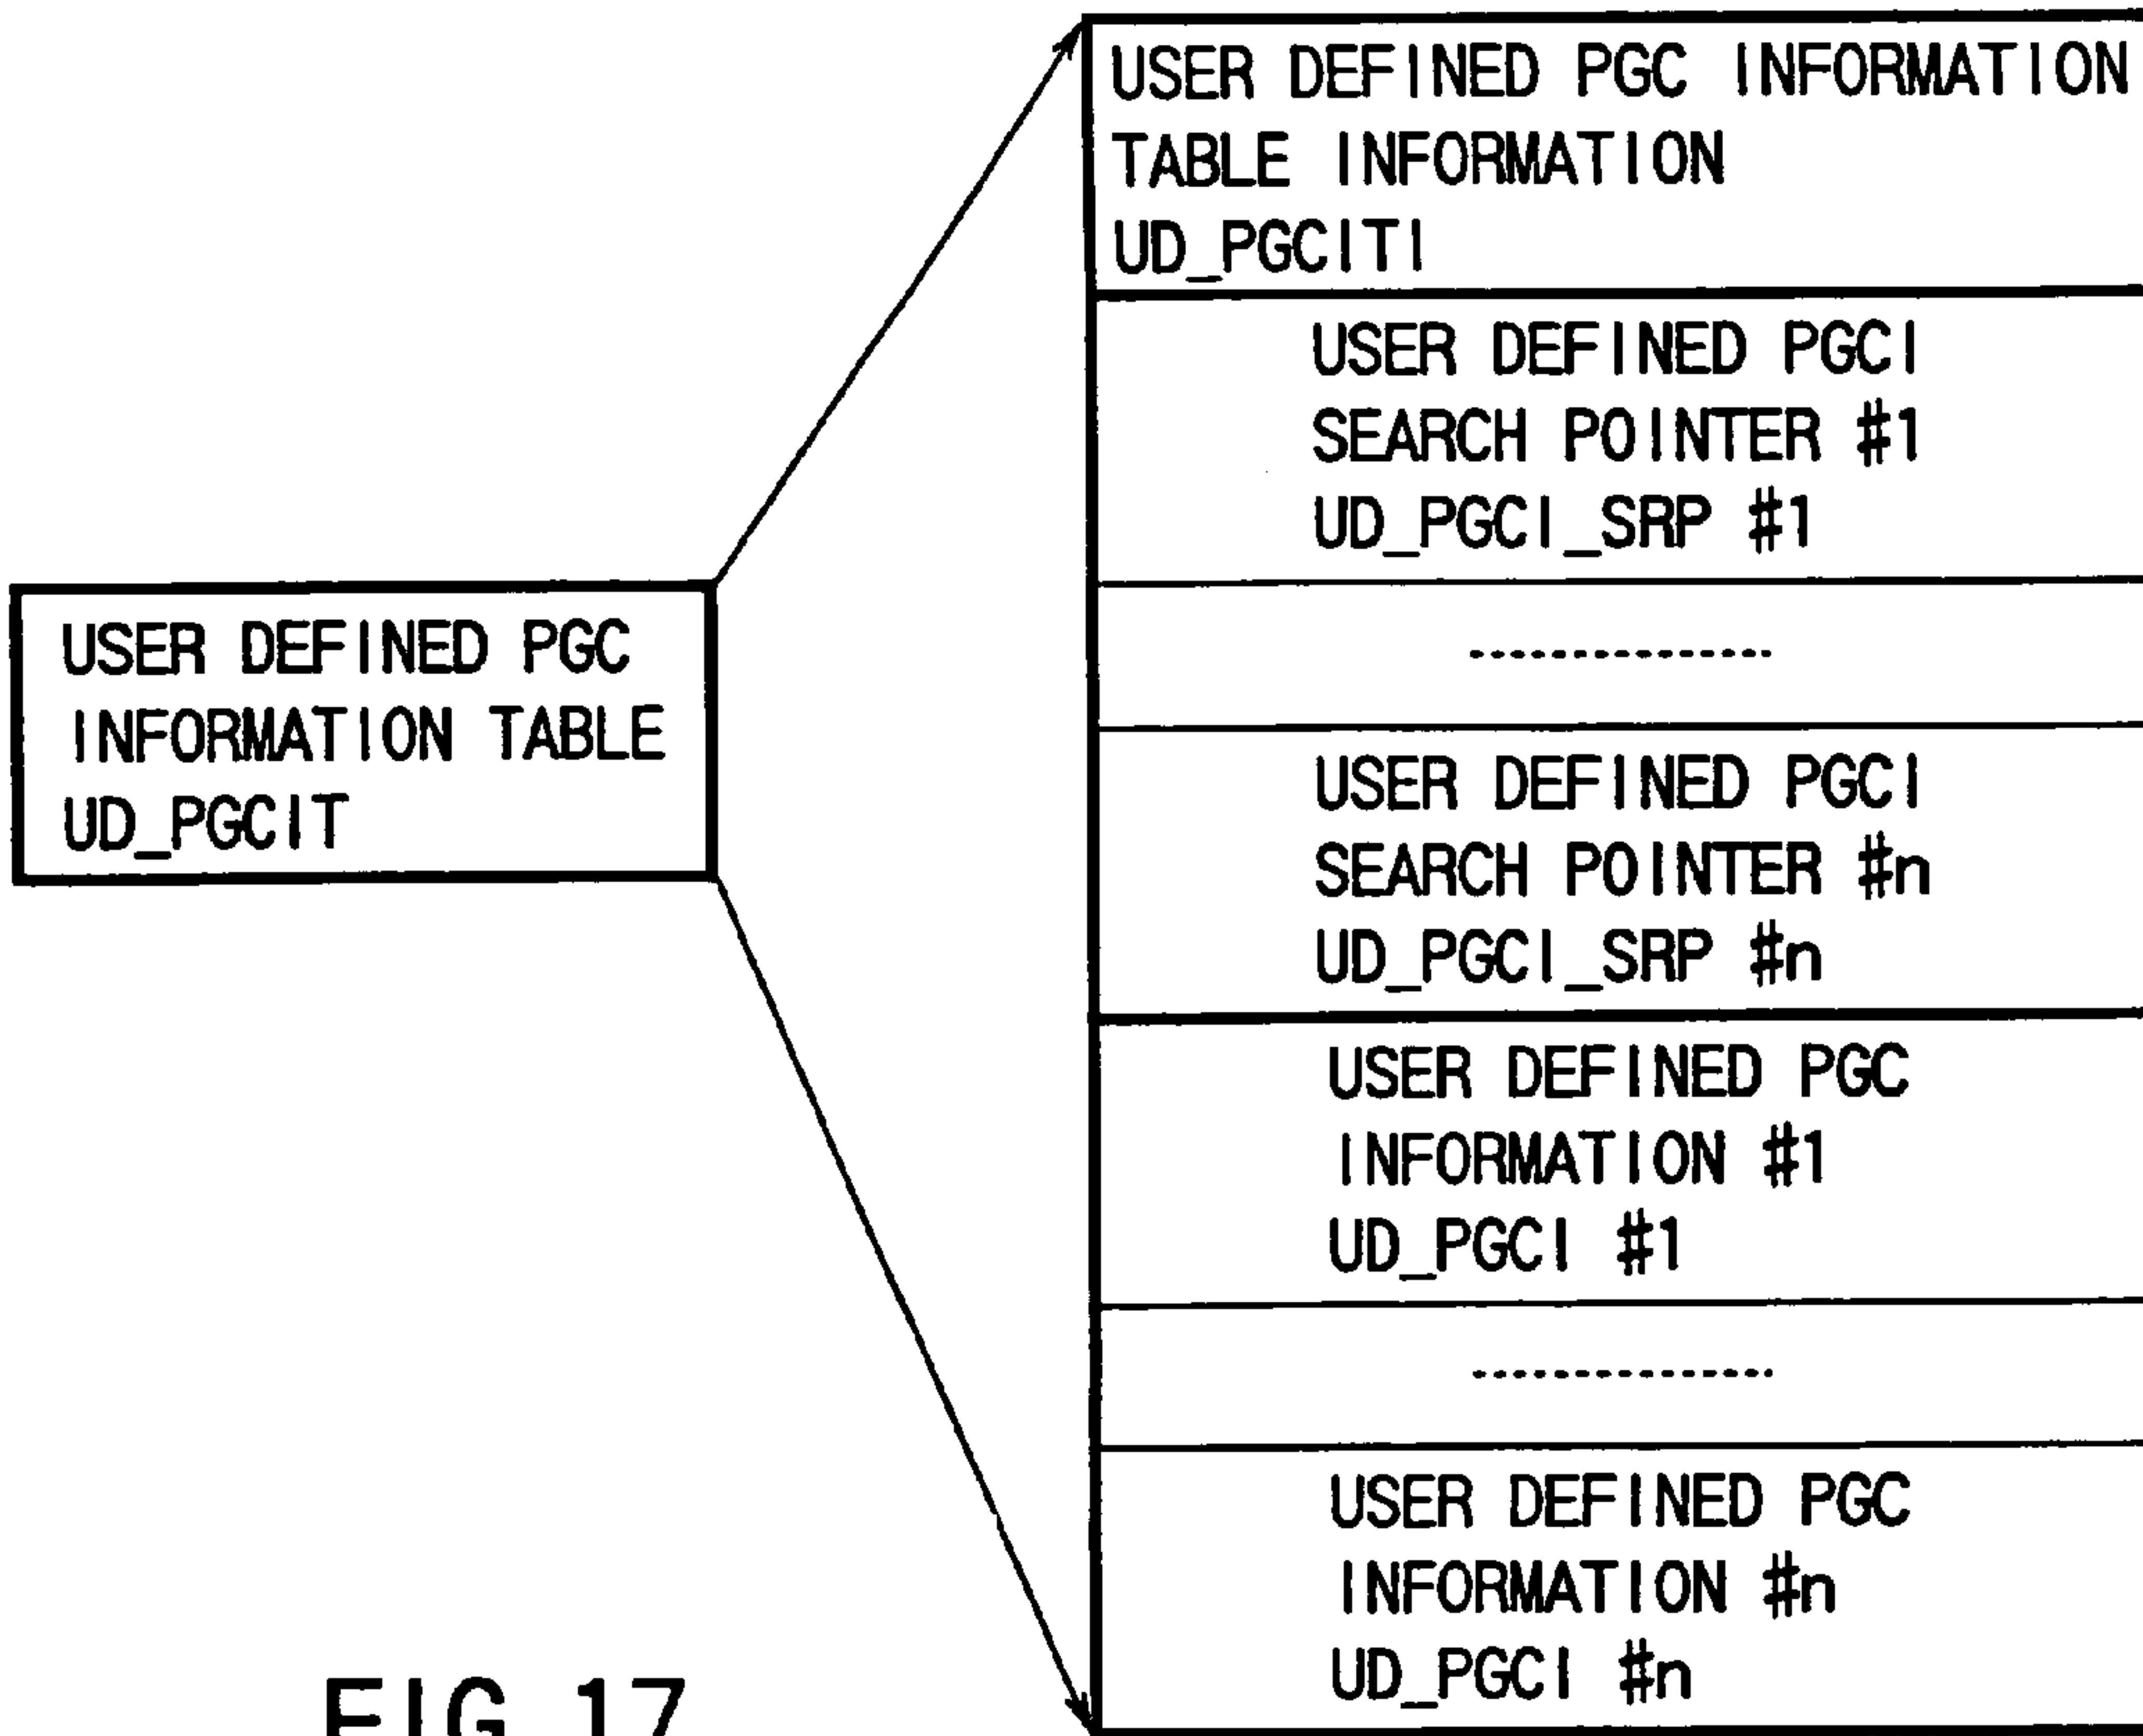 USER DEFINED PGC INFORMATION
TABLE INFORMATION
UD_PGCITI
USER DEFINED PGCI
SEARCH POINTER #1
UD_PGCI_SRP #1
----------------
USER DEFINED PGCI
SEARCH POINTER #n
UD_PGCI_SRP #n
USER DEFINED PGC
INFORMATION #1
UD_PGCI #1
----------------
USER DEFINED PGC
INFORMATION #n
UD_PGCI #n
USER DEFINED PGC
INFORMATION TABLE
UD_PGCIT
FIG. 17